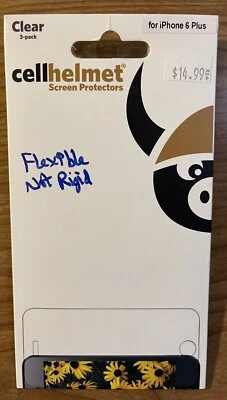 Clear
3-pack
for iPhone 6 Plus
$14.99
cellhelmet®
Screen Protectors
Flexible
Not Rigid